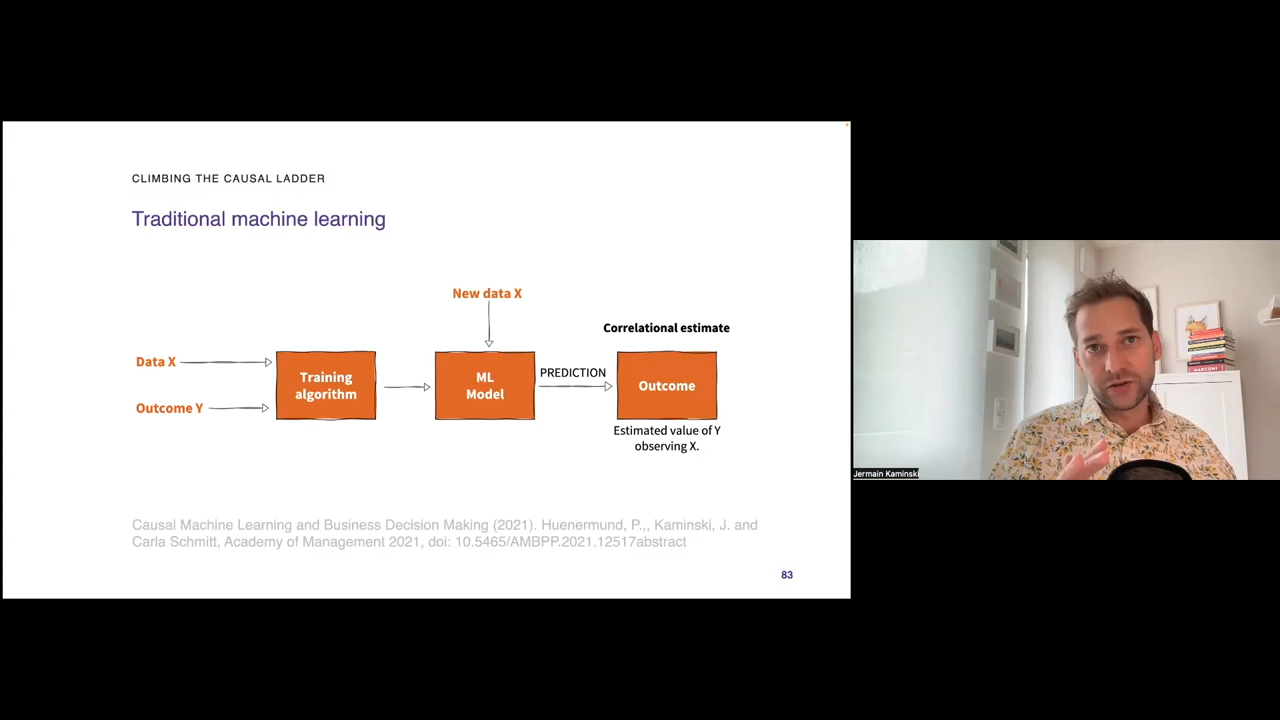 CLIMBING THE CAUSAL LADDER
Traditional machine learning
New data X
Correlational estimate
Data X
Outcome Y
Training
algorithm
ML
Model
PREDICTION
Outcome
Estimated value of Y
observing X.
Causal Machine Learning and Business Decision Making (2021). Huenermund, P.,, Kaminski, J. and
Carla Schmitt, Academy of Management 2021, doi: 10.5465/AMBPP.2021.12517abstract
83
MARCONI
Jermain Kaminski